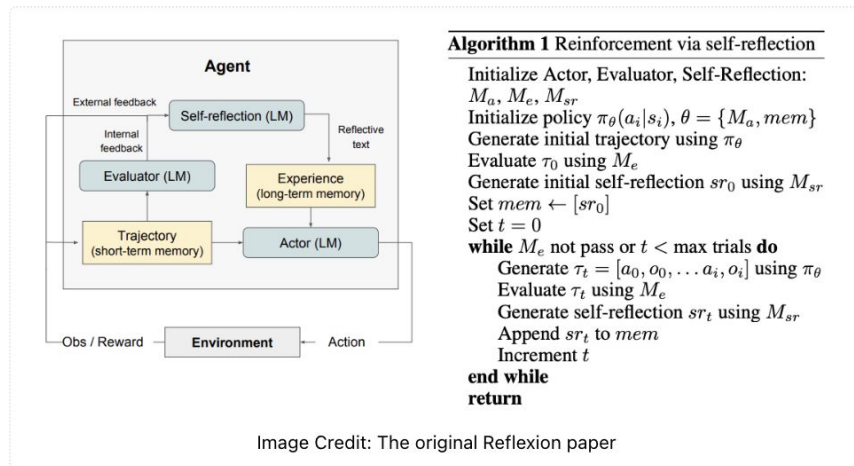 Agent
External feedback
Self-reflection (LM)
Internal
feedback
Reflective
text
Evaluator (LM)
Experience
(long-term memory)
Trajectory
(short-term memory)
Actor (LM)
Obs / Reward
Environment
Action
Algorithm 1 Reinforcement via self-reflection
Initialize Actor, Evaluator, Self-Reflection:
Mₐ, Mₑ, Mₛᵣ
Initialize policy π_θ(aᵢ|sᵢ), θ = {Mₐ, mem}
Generate initial trajectory using π_θ
Evaluate τ₀ using Mₑ
Generate initial self-reflection sr₀ using Mₛᵣ
Set mem ← [sr₀]
Set t = 0
while Mₑ not pass or t < max trials do
Generate τₜ = [a₀, o₀, . . . aᵢ, oᵢ] using π_θ
Evaluate τₜ using Mₑ
Generate self-reflection srₜ using Mₛᵣ
Append srₜ to mem
Increment t
end while
return
Image Credit: The original Reflexion paper